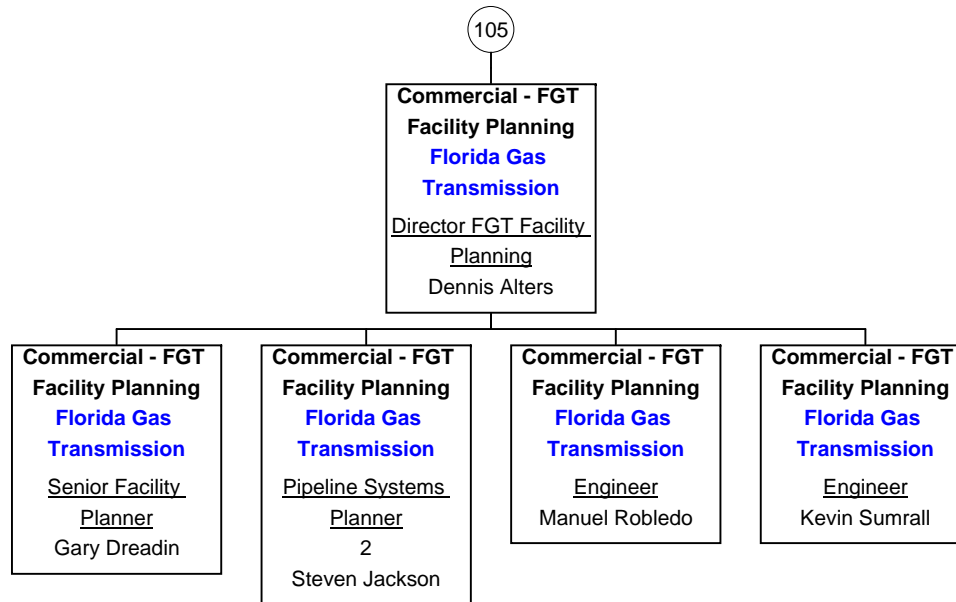 105
Commercial - FGT
Facility Planning
Florida Gas
Transmission
Director FGT Facility
Planning
Dennis Alters
Commercial - FGT
Facility Planning
Florida Gas
Transmission
Senior Facility
Planner
Gary Dreadin
Commercial - FGT
Facility Planning
Florida Gas
Transmission
Pipeline Systems
Planner
2
Steven Jackson
Commercial - FGT
Facility Planning
Florida Gas
Transmission
Engineer
Manuel Robledo
Commercial - FGT
Facility Planning
Florida Gas
Transmission
Engineer
Kevin Sumrall